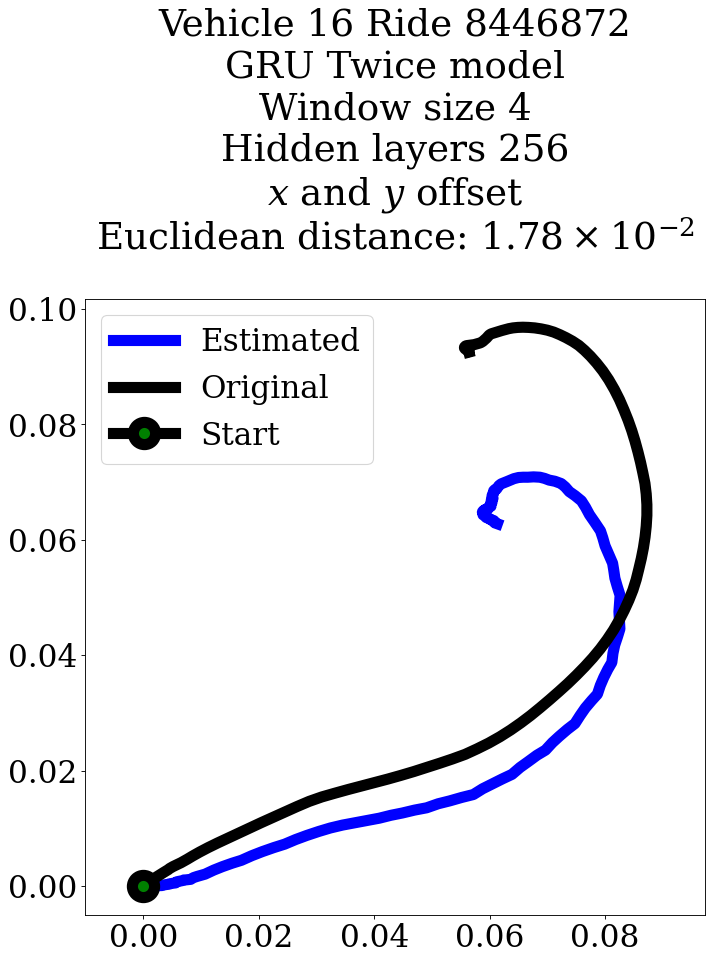 Vehicle 16 Ride 8446872
GRU Twice model
Window size 4
Hidden layers 256
x and y offset
Euclidean distance: 1.78 × 10⁻²
0.10
0.08
0.06
0.04
0.02
0.00
Estimated
Original
Start
0.00 0.02 0.04 0.06 0.08